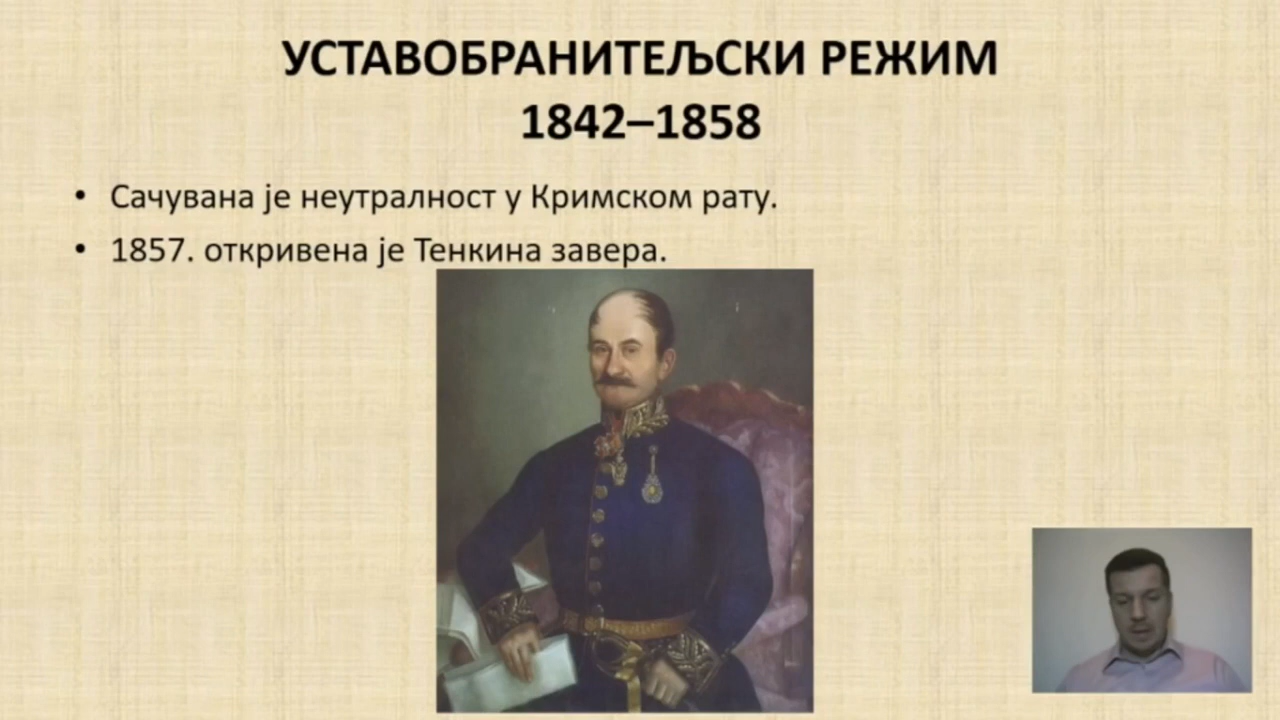 УСТАВОБРАНИТЕЉСКИ РЕЖИМ
1842–1858
• Сачувана је неутралност у Кримском рату.
• 1857. откривена је Тенкина завера.